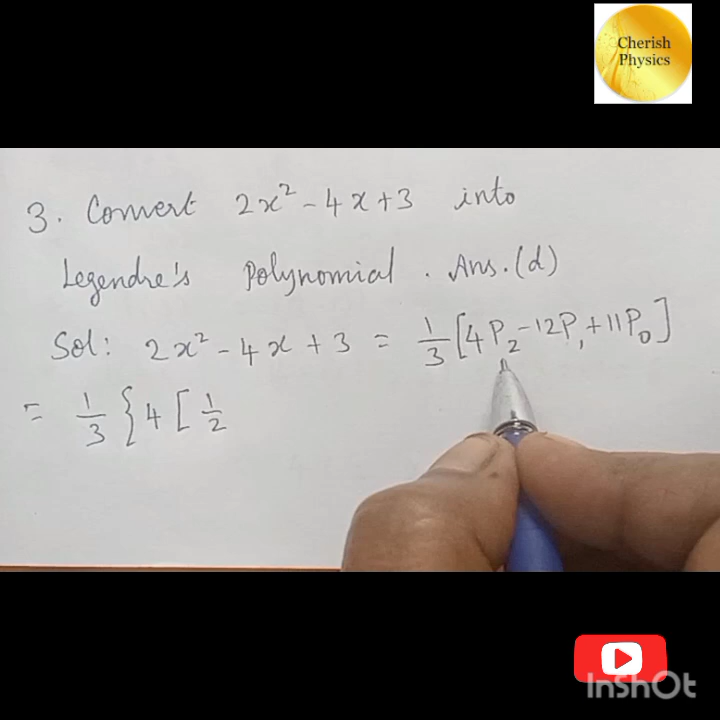 Cherish
Physics
3. Convert 2x² - 4x + 3 into
Legendre's Polynomial. Ans. (d)
Sol: 2x² - 4x + 3 = 1/3 [4P₂ - 12P₁ + 11P₀]
= 1/3 { 4 [ 1/2
InShOt